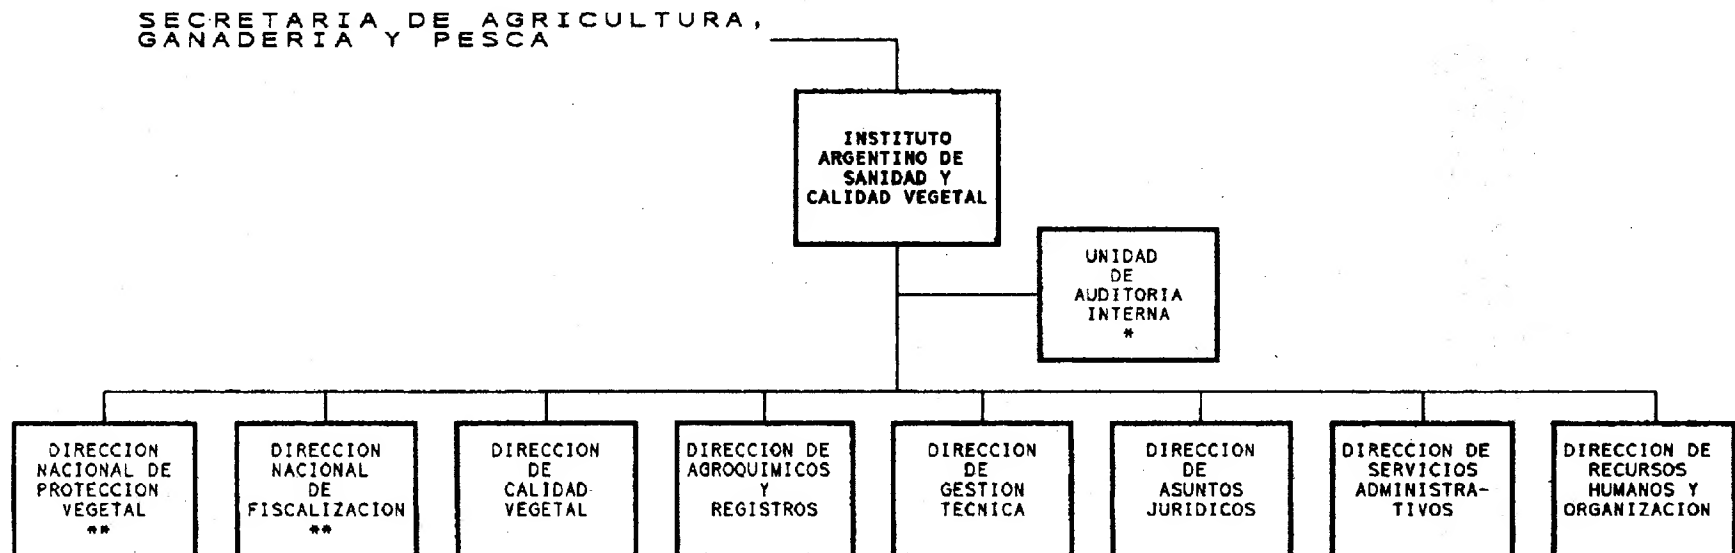 SECRETARIA DE AGRICULTURA,
GANADERIA Y PESCA
INSTITUTO
ARGENTINO DE
SANIDAD Y
CALIDAD VEGETAL
UNIDAD
DE
AUDITORIA
INTERNA
*
DIRECCION
NACIONAL DE
PROTECCION
VEGETAL
**
DIRECCION
NACIONAL
DE
FISCALIZACION
**
DIRECCION
DE
CALIDAD
VEGETAL
DIRECCION DE
AGROQUIMICOS
Y
REGISTROS
DIRECCION
DE
GESTION
TECNICA
DIRECCION
DE
ASUNTOS
JURIDICOS
DIRECCION DE
SERVICIOS
ADMINISTRA-
TIVOS
DIRECCION DE
RECURSOS
HUMANOS Y
ORGANIZACION